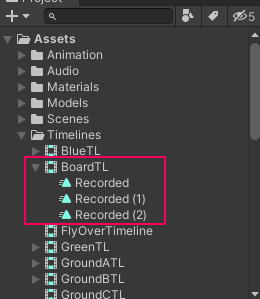 Project
5
Assets
Animation
Audio
Materials
Models
Scenes
Timelines
BlueTL
BoardTL
Recorded
Recorded (1)
Recorded (2)
FlyOverTimeline
GreenTL
GroundATL
GroundBTL
GroundCTL